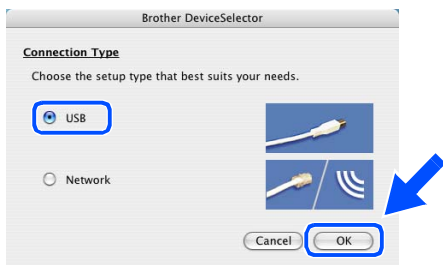 Brother DeviceSelector
Connection Type
Choose the setup type that best suits your needs.
USB
Network
Cancel
OK